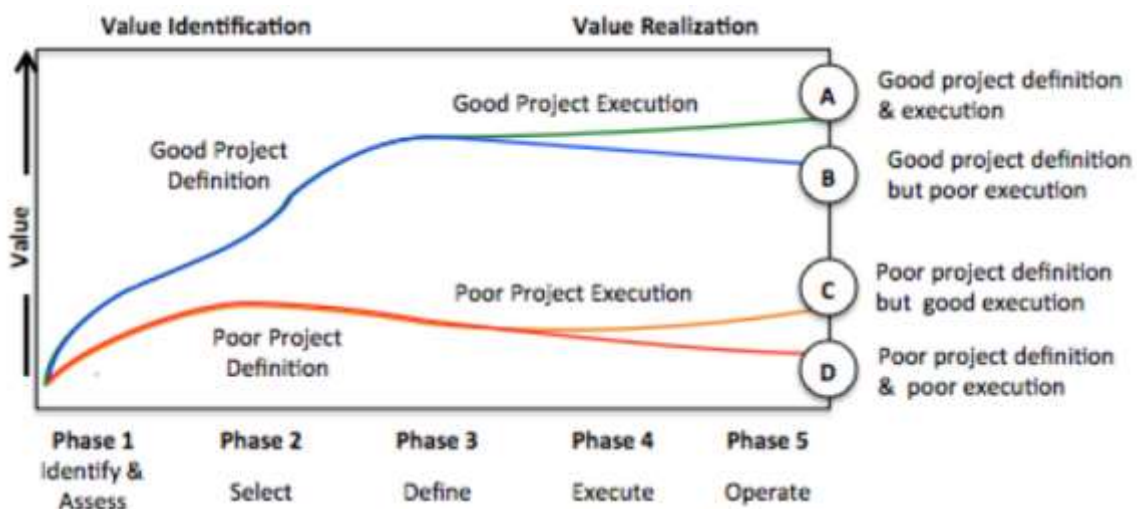 Value Identification
Value Realization
Value
Good Project Execution
Good Project
Definition
Poor Project Execution
Poor Project
Definition
A
Good project definition
& execution
B
Good project definition
but poor execution
C
Poor project definition
but good execution
D
Poor project definition
& poor execution
Phase 1
Identify &
Assess
Phase 2
Select
Phase 3
Define
Phase 4
Execute
Phase 5
Operate